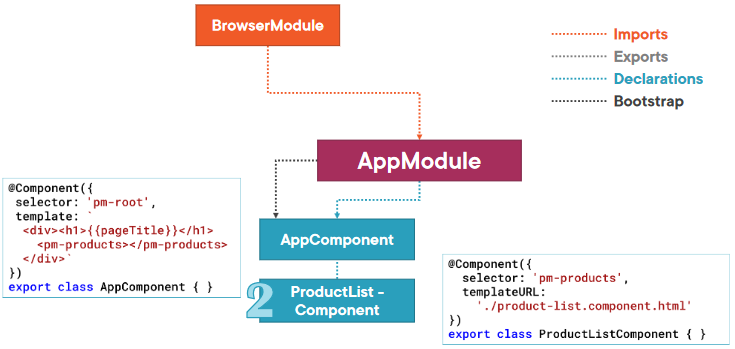 BrowserModule
Imports
Exports
Declarations
Bootstrap
AppModule
@Component({
selector: 'pm-root',
template: `
<div><h1>{{pageTitle}}</h1>
<pm-products></pm-products>
</div>`
})
export class AppComponent { }
AppComponent
2
ProductList -
Component
@Component({
selector: 'pm-products',
templateURL:
'./product-list.component.html'
})
export class ProductListComponent { }